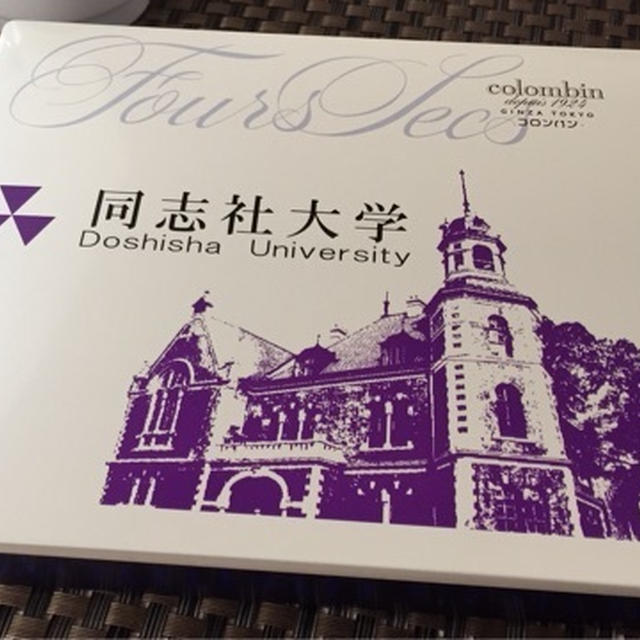 Fours Secs
colombin
depuis 1924
GINZA TOKYO
コロンバン
同志社大学
Doshisha University